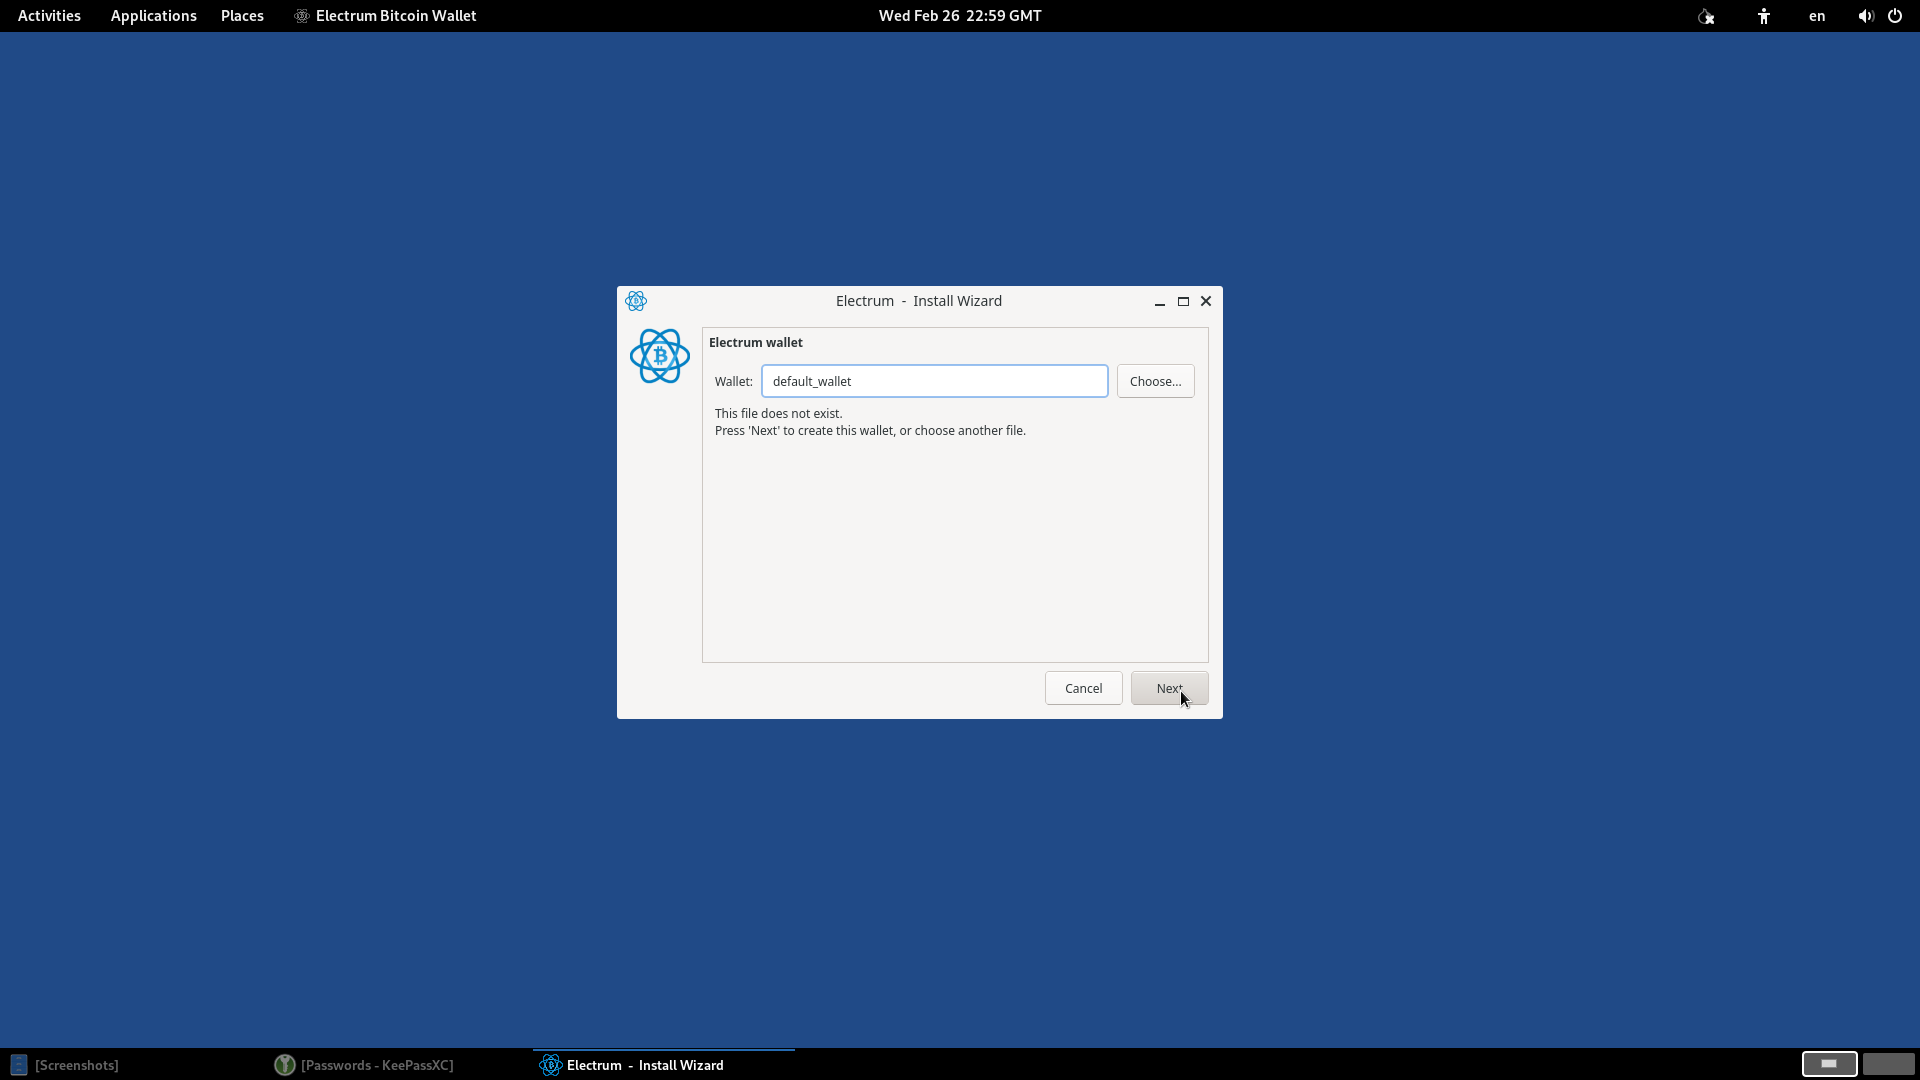 Activities Applications Places Electrum Bitcoin Wallet Wed Feb 26 22:59 GMT en
Electrum - Install Wizard
Electrum wallet
Wallet: default_wallet Choose...
This file does not exist.
Press 'Next' to create this wallet, or choose another file.
Cancel Next
[Screenshots] [Passwords - KeePassXC] Electrum - Install Wizard